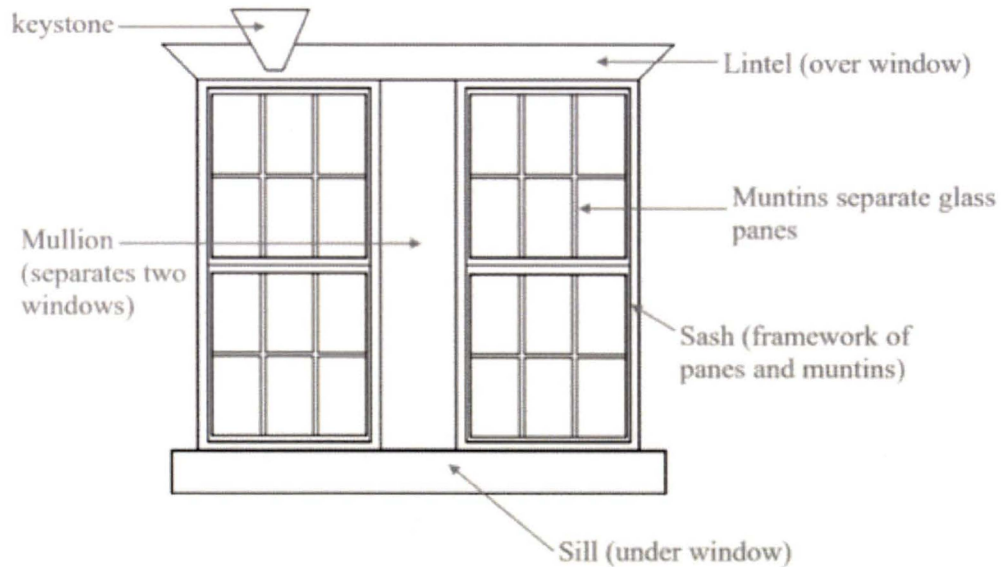 keystone
Lintel (over window)
Muntins separate glass
panes
Mullion
(separates two
windows)
Sash (framework of
panes and muntins)
Sill (under window)